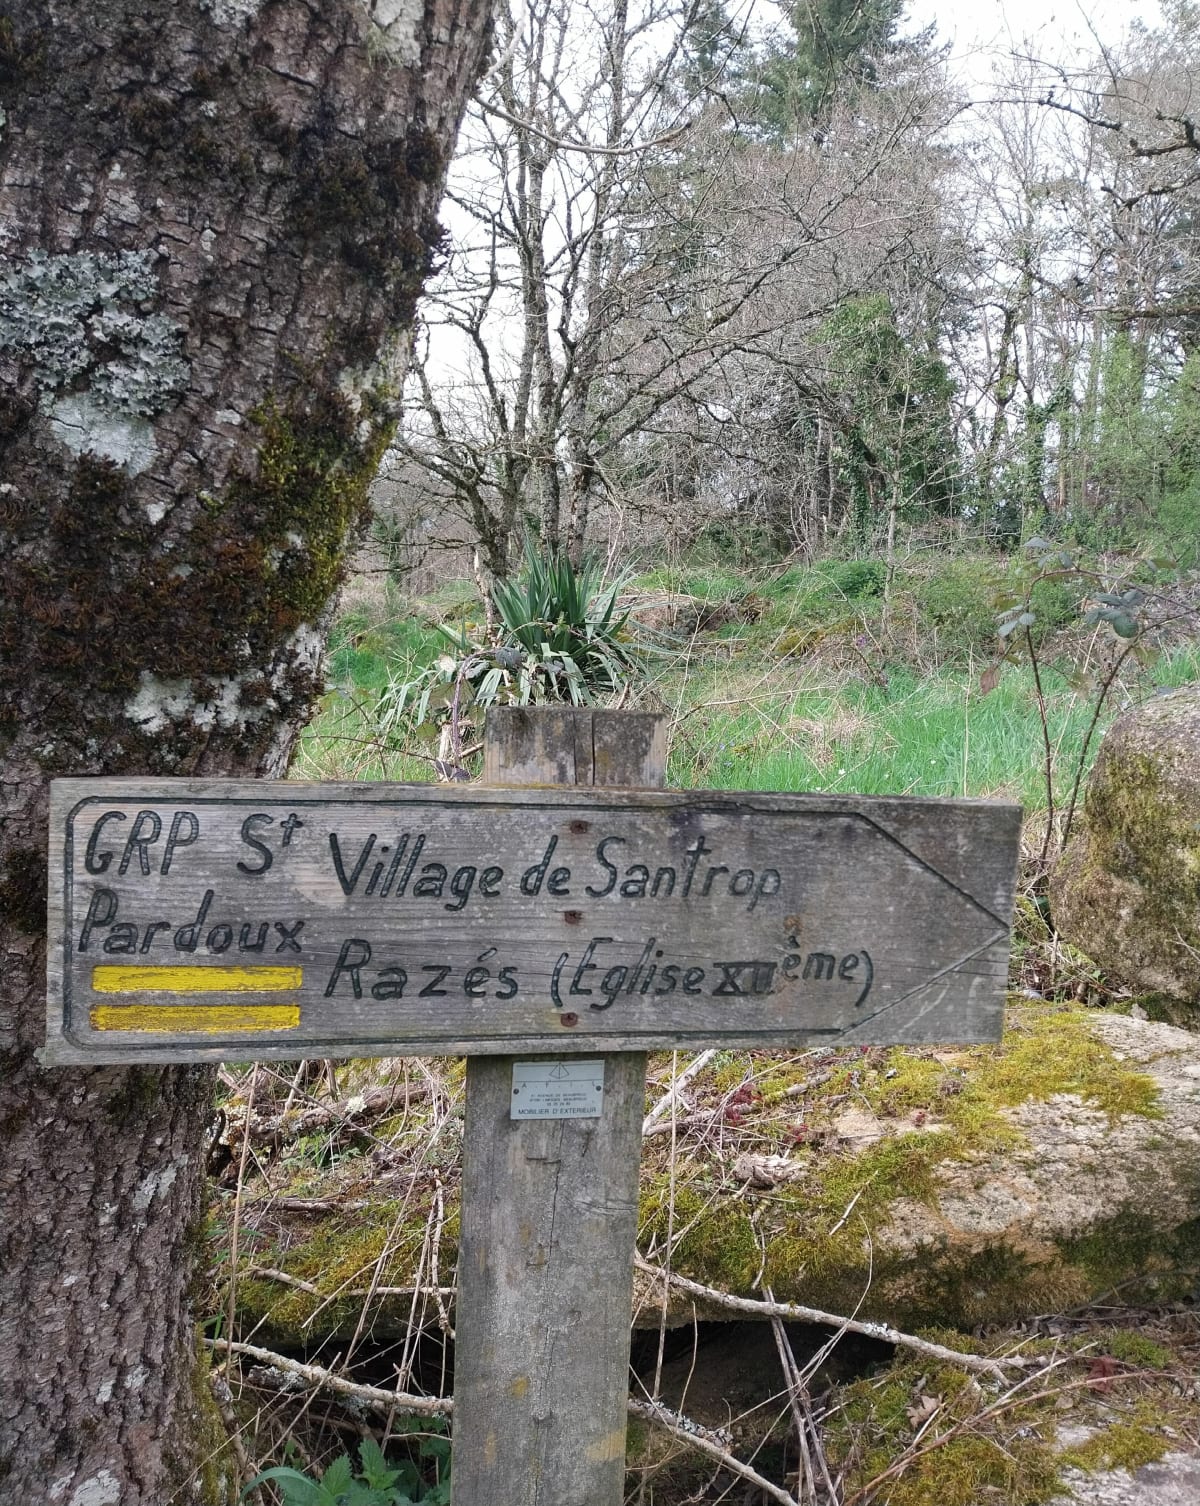 GRP St
Pardoux
Village de Santrop
Razés (Eglise XIIème)
MOBILIER D'EXTERIEUR